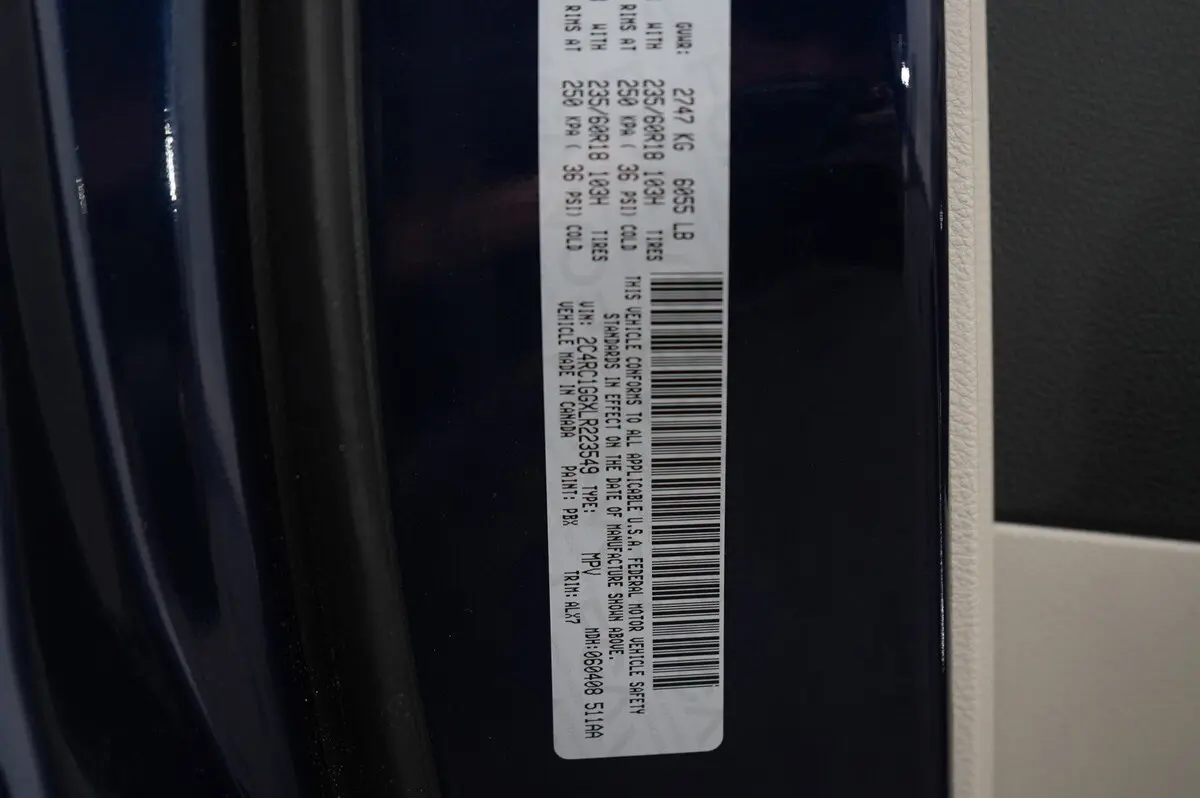 GVWR: 2747 KG 6055 LB
WITH 235/60R18 103H TIRES
RIMS AT 250 KPA ( 36 PSI) COLD
WITH 235/60R18 103H TIRES
RIMS AT 250 KPA ( 36 PSI) COLD
THIS VEHICLE CONFORMS TO ALL APPLICABLE U.S.A. FEDERAL MOTOR VEHICLE SAFETY
STANDARDS IN EFFECT ON THE DATE OF MANUFACTURE SHOWN ABOVE.
VIN: 2C4RC1GGXLR223549 TYPE: MPV MDH:060408 511AA
VEHICLE MADE IN CANADA PAINT: PBX TRIM: ALX7